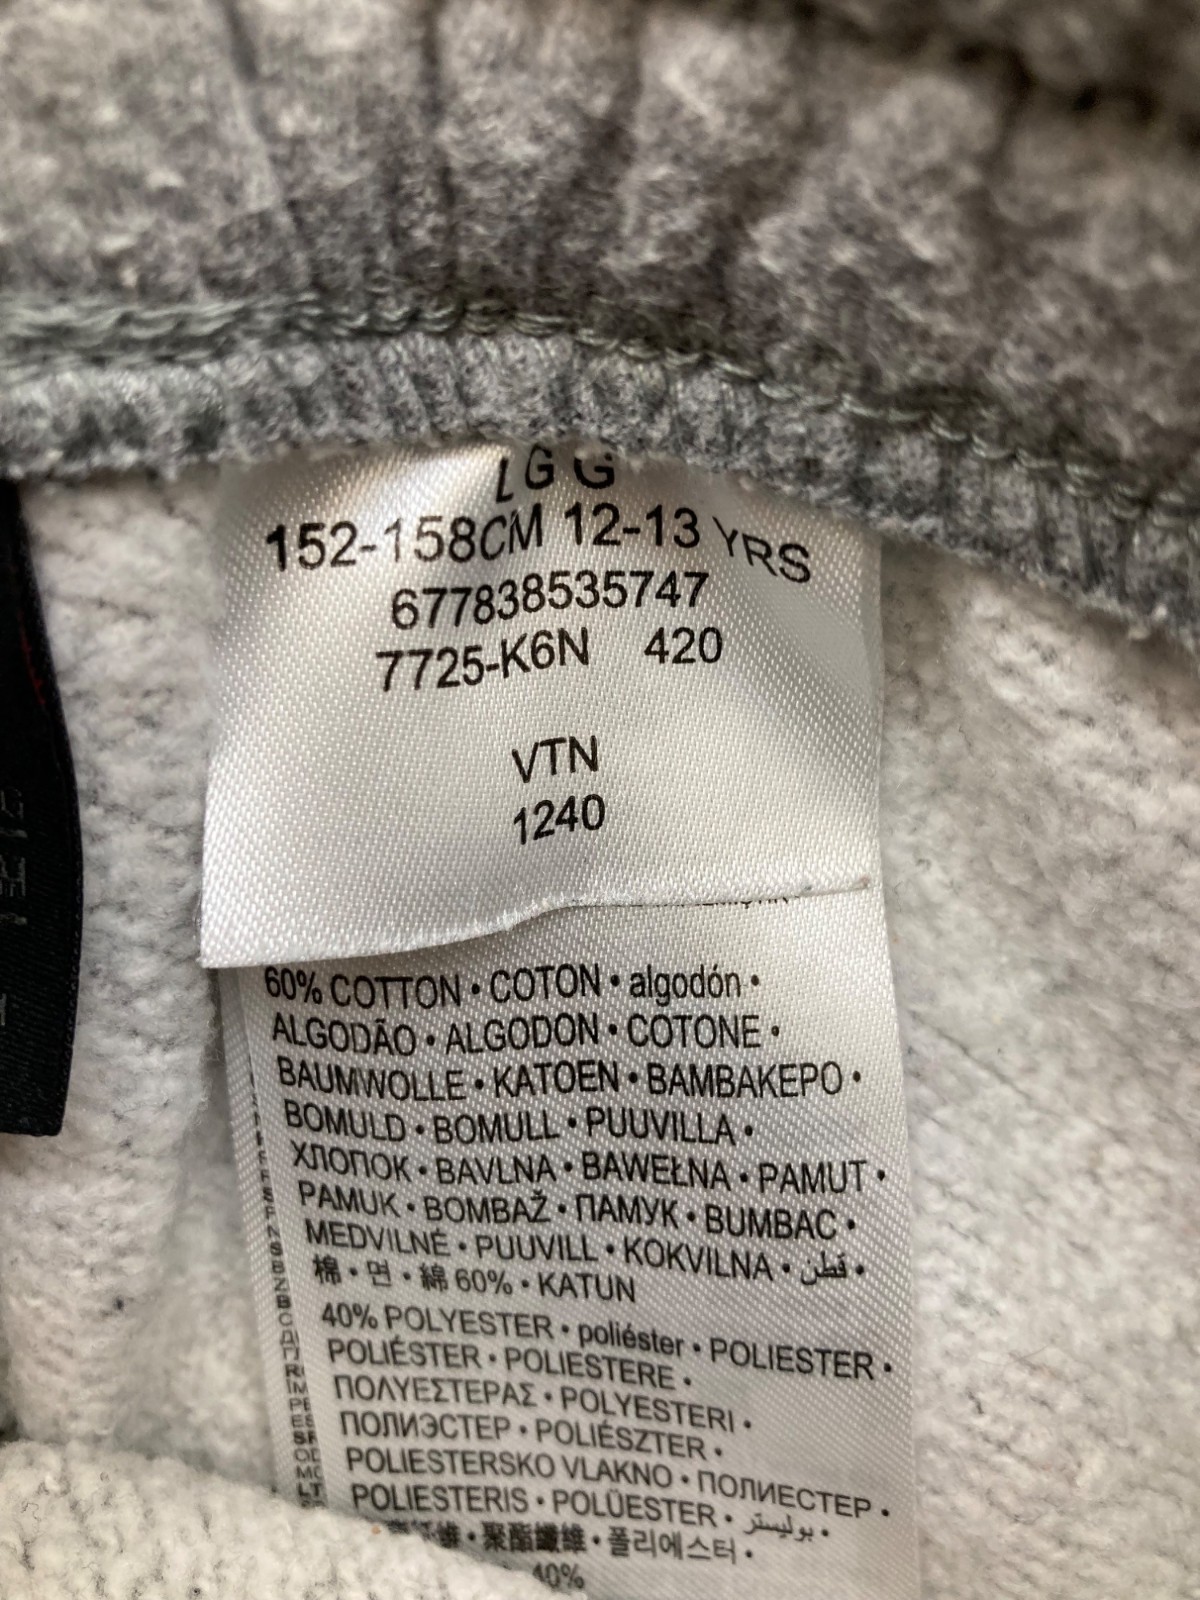 LG G
152-158CM 12-13 YRS
677838535747
7725-K6N 420
VTN
1240
60% COTTON • COTON • algodón •
ALGODÃO • ALGODON • COTONE •
BAUMWOLLE • KATOEN • BAMBAKEPO •
BOMULD • BOMULL • PUUVILLA •
ХЛОПОК • BAVLNA • BAWEŁNA • PAMUT •
PAMUK • BOMBAŽ • ПАМУК • BUMBAC •
MEDVILNĖ • PUUVILL • KOKVILNA • قطن •
棉 • 면 • 綿 60% • KATUN
40% POLYESTER • poliéster • POLIESTER •
POLIÉSTER • POLIESTERE •
ΠΟΛΥΕΣΤΕΡΑΣ • POLYESTERI •
ПОЛИЭСТЕР • POLIÉSZTER •
POLIESTERSKO VLAKNO • ПОЛИЕСТЕР •
POLIESTERIS • POLÜESTER • بوليستر •
• 聚酯纖維 • 폴리에스터 •
40%